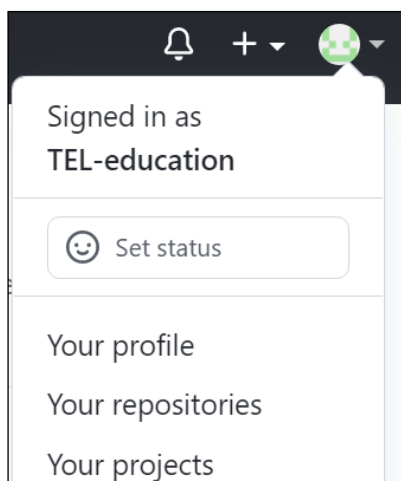 Signed in as
TEL-education
Set status
Your profile
Your repositories
Your projects